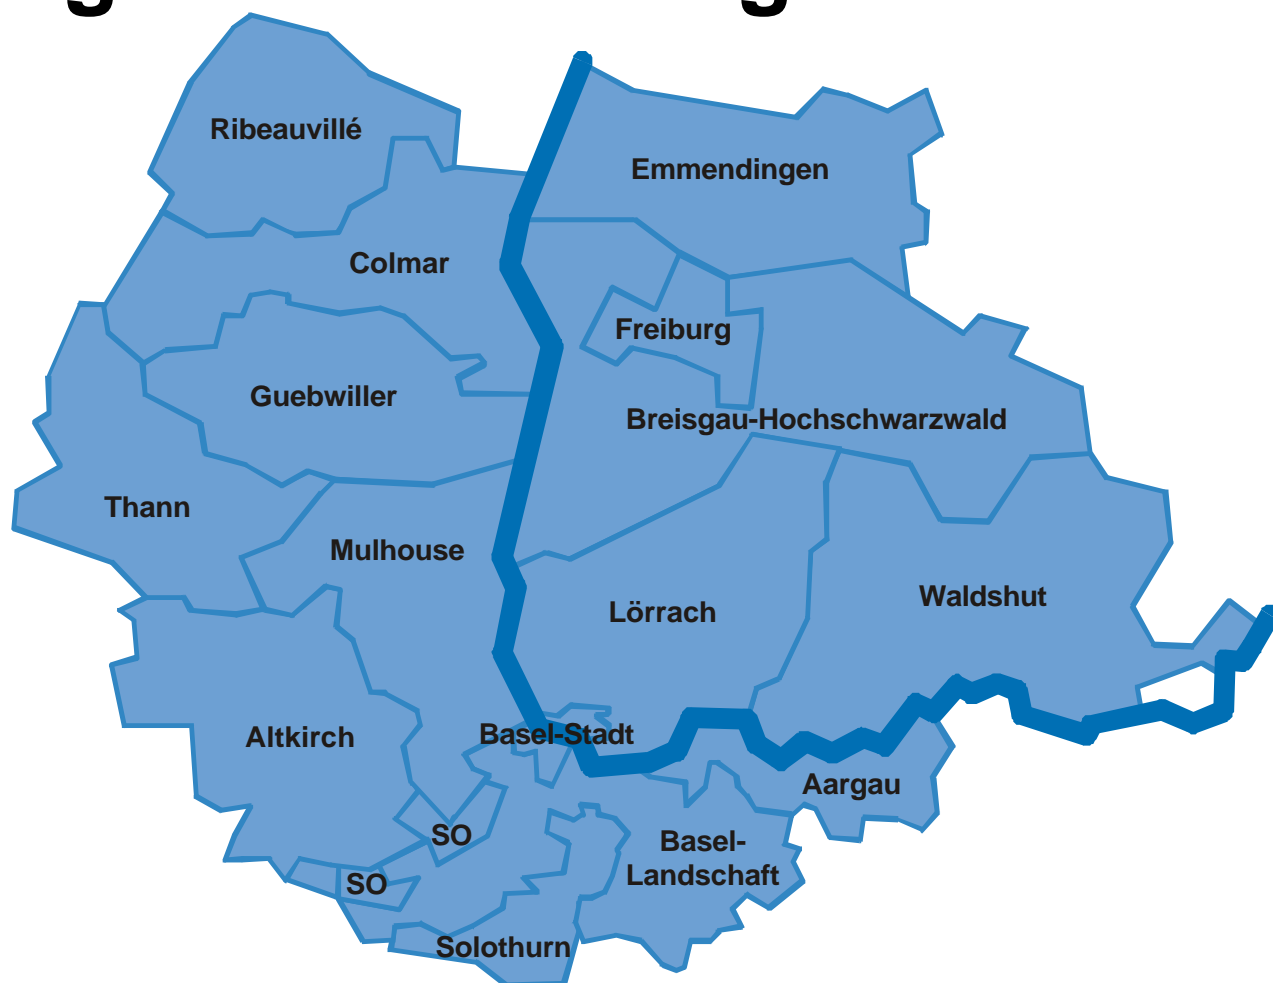 Ribeauvillé
Emmendingen
Colmar
Freiburg
Guebwiller
Breisgau-Hochschwarzwald
Thann
Mulhouse
Waldshut
Lörrach
Basel-Stadt
Altkirch
Aargau
SO
Basel-
Landschaft
SO
Solothurn